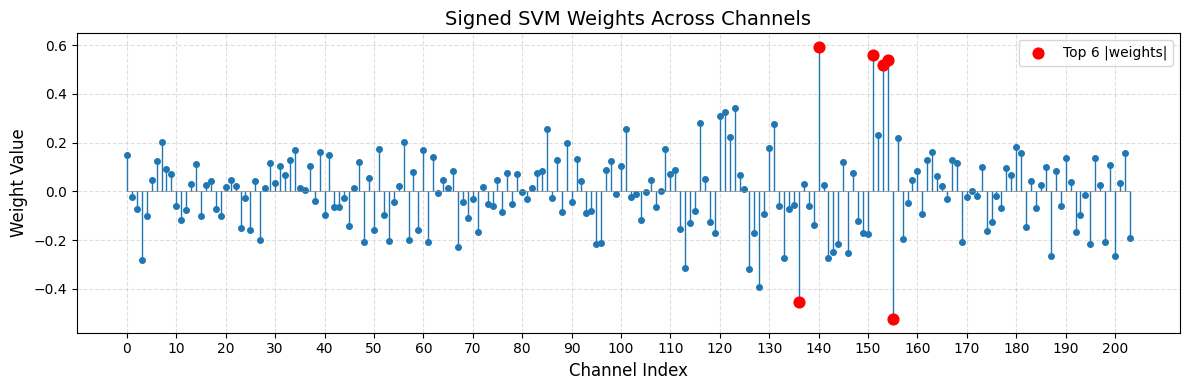 Signed SVM Weights Across Channels
Top 6 |weights|
Weight Value
0.6
0.4
0.2
0.0
−0.2
−0.4
0 10 20 30 40 50 60 70 80 90 100 110 120 130 140 150 160 170 180 190 200
Channel Index